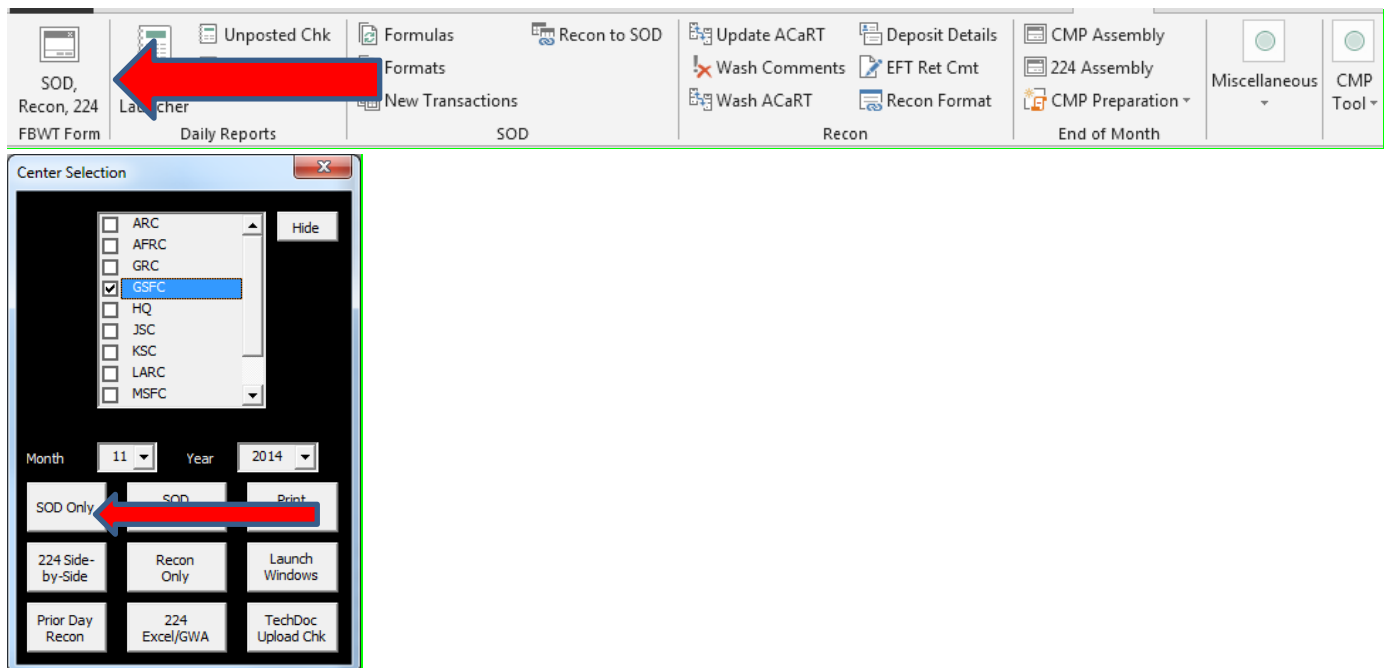 SOD,
Recon, 224
FBWT Form
Launcher
Unposted Chk
Daily Reports
Formulas
Formats
New Transactions
Recon to SOD
SOD
Update ACaRT
Wash Comments
Wash ACaRT
Deposit Details
EFT Ret Cmt
Recon Format
Recon
CMP Assembly
224 Assembly
CMP Preparation
End of Month
Miscellaneous
CMP
Tool
Center Selection
ARC
AFRC
GRC
GSFC
HQ
JSC
KSC
LARC
MSFC
Hide
Month 11 Year 2014
SOD Only
SOD
Print
224 Side-
by-Side
Recon
Only
Launch
Windows
Prior Day
Recon
224
Excel/GWA
TechDoc
Upload Chk